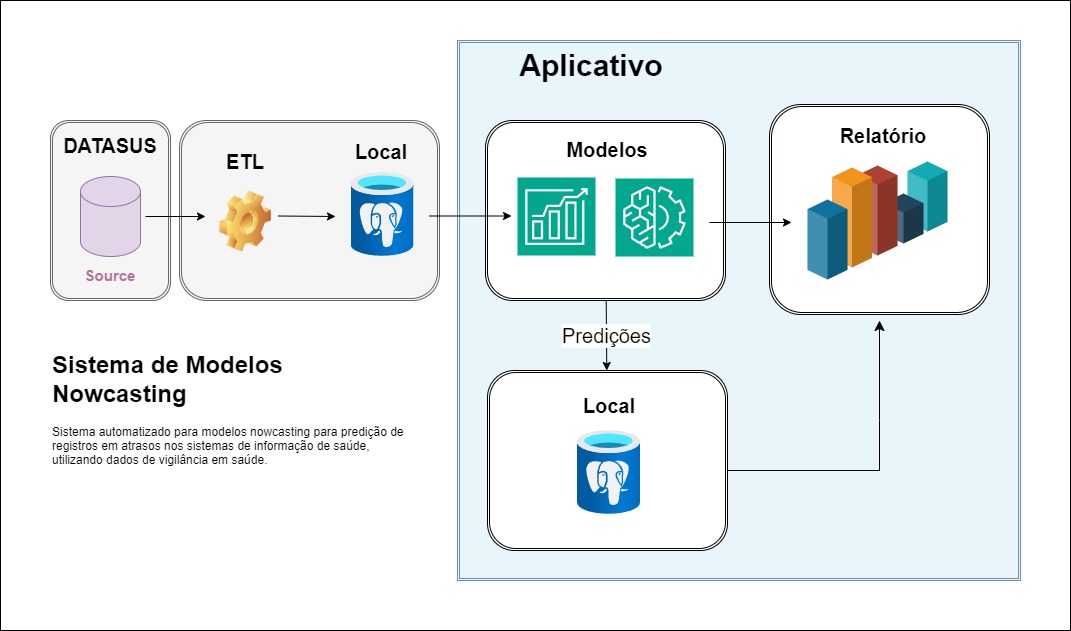 Aplicativo
DATASUS
Source
ETL
Local
Modelos
Relatório
Predições
Local
Sistema de Modelos
Nowcasting
Sistema automatizado para modelos nowcasting para predição de
registros em atrasos nos sistemas de informação de saúde,
utilizando dados de vigilância em saúde.